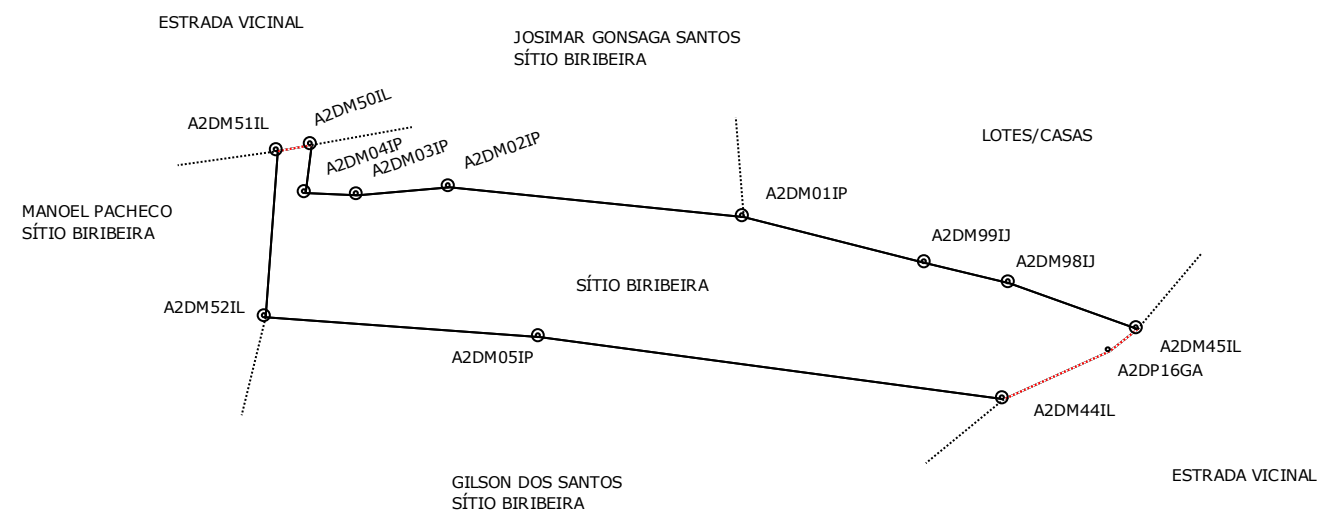 ESTRADA VICINAL
JOSIMAR GONSAGA SANTOS
SÍTIO BIRIBEIRA
A2DM51IL
A2DM50IL
A2DM04IP
A2DM03IP
A2DM02IP
LOTES/CASAS
A2DM01IP
MANOEL PACHECO
SÍTIO BIRIBEIRA
A2DM99IJ
A2DM98IJ
SÍTIO BIRIBEIRA
A2DM52IL
A2DM05IP
A2DM45IL
A2DP16GA
A2DM44IL
GILSON DOS SANTOS
SÍTIO BIRIBEIRA
ESTRADA VICINAL